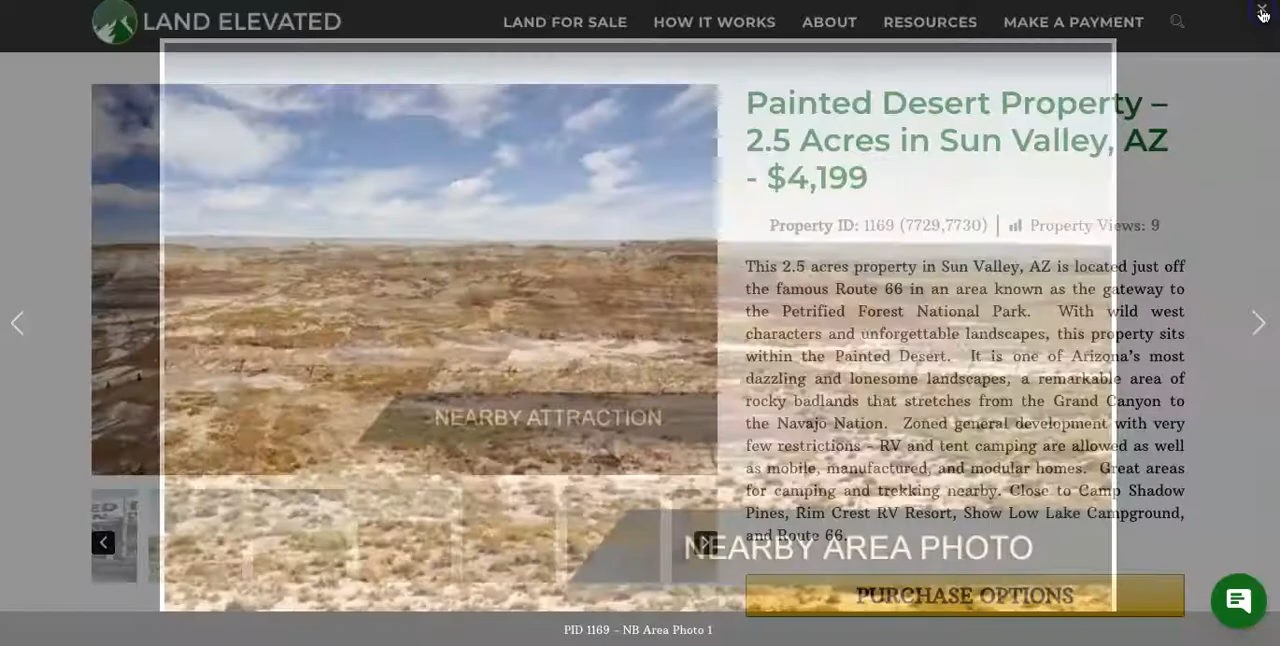 LAND ELEVATED
LAND FOR SALE
HOW IT WORKS
ABOUT
RESOURCES
MAKE A PAYMENT
Painted Desert Property –
2.5 Acres in Sun Valley, AZ
- $4,199
Property ID: 1169 (7729,7730) | Property Views: 9
This 2.5 acres property in Sun Valley, AZ is located just off
the famous Route 66 in an area known as the gateway to
the Petrified Forest National Park. With wild west
characters and unforgettable landscapes, this property sits
within the Painted Desert. It is one of Arizona’s most
dazzling and lonesome landscapes, a remarkable area of
rocky badlands that stretches from the Grand Canyon to
the Navajo Nation. Zoned general development with very
few restrictions - RV and tent camping are allowed as well
as mobile, manufactured, and modular homes. Great areas
for camping and trekking nearby. Close to Camp Shadow
Pines, Rim Crest RV Resort, Show Low Lake Campground,
and Route 66.
NEARBY ATTRACTION
NEARBY AREA PHOTO
PURCHASE OPTIONS
PID 1169 – NB Area Photo 1